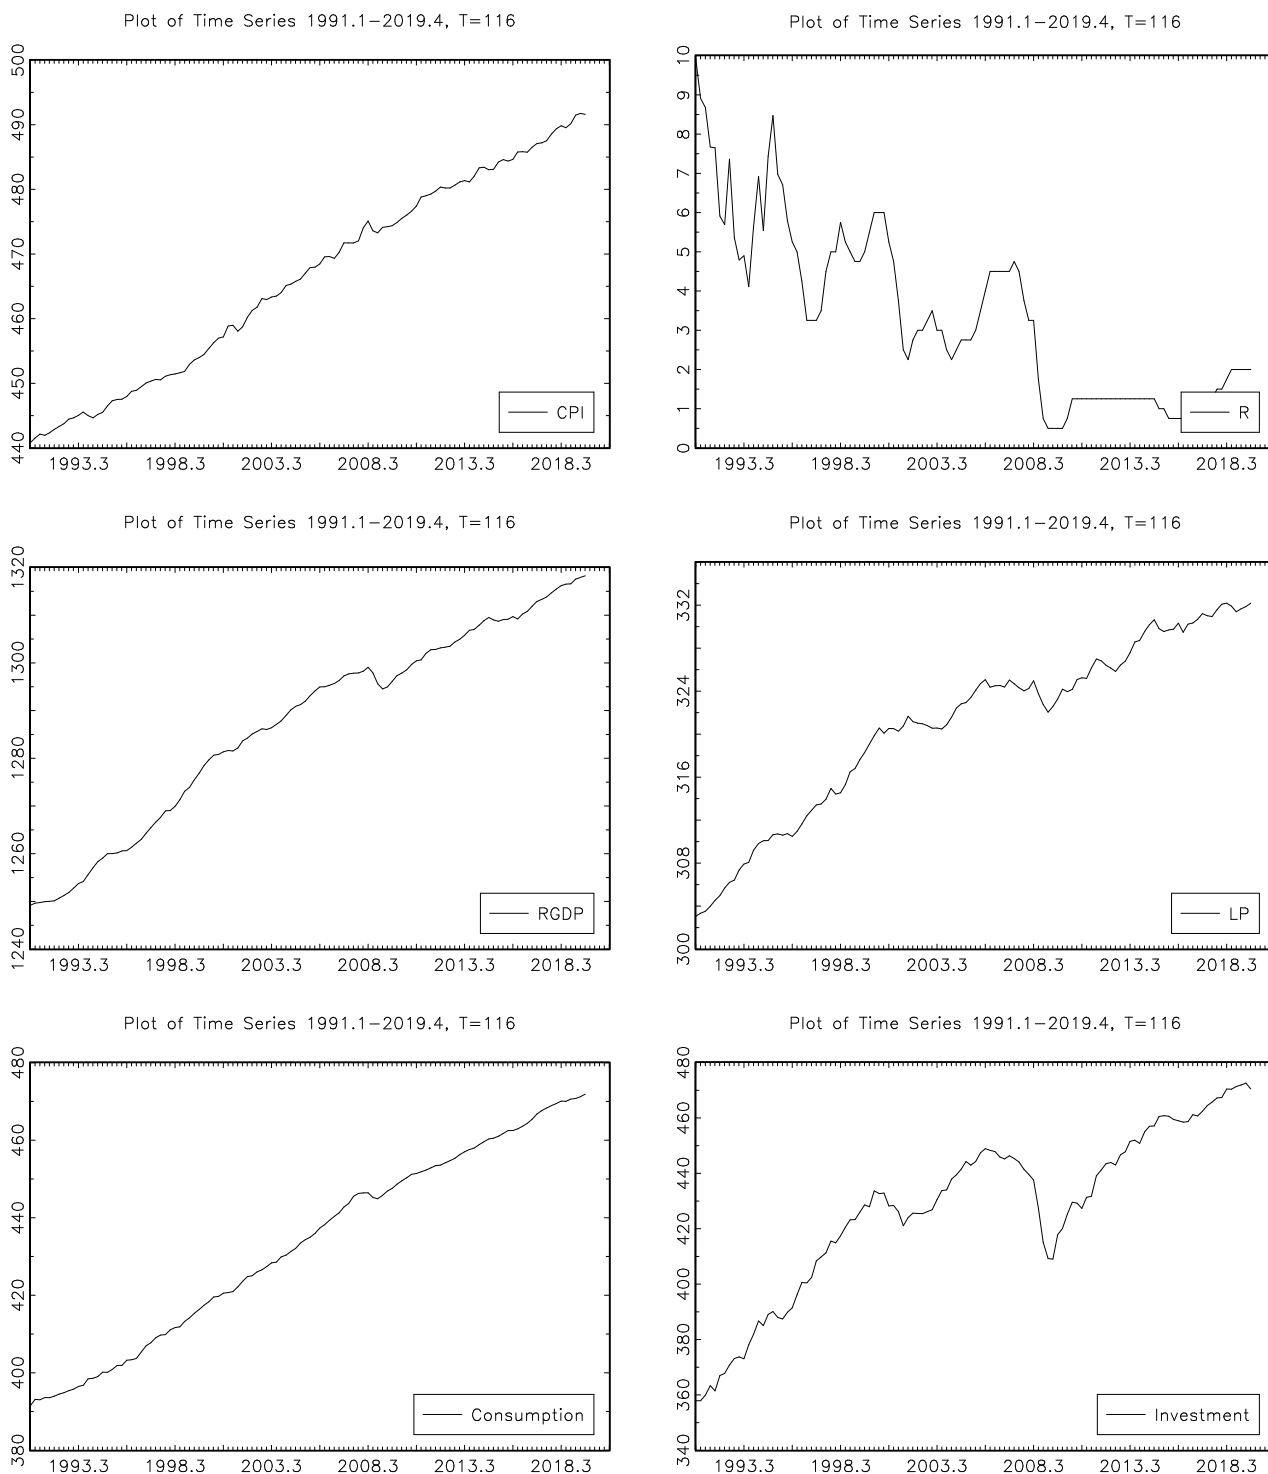 Plot of Time Series 1991.1–2019.4, T=116
500
490
480
470
460
450
440
CPI
1993.3 1998.3 2003.3 2008.3 2013.3 2018.3
Plot of Time Series 1991.1–2019.4, T=116
10
9
8
7
6
5
4
3
2
1
0
R
1993.3 1998.3 2003.3 2008.3 2013.3 2018.3
Plot of Time Series 1991.1–2019.4, T=116
1320
1300
1280
1260
1240
RGDP
1993.3 1998.3 2003.3 2008.3 2013.3 2018.3
Plot of Time Series 1991.1–2019.4, T=116
332
324
316
308
300
LP
1993.3 1998.3 2003.3 2008.3 2013.3 2018.3
Plot of Time Series 1991.1–2019.4, T=116
480
460
440
420
400
380
Consumption
1993.3 1998.3 2003.3 2008.3 2013.3 2018.3
Plot of Time Series 1991.1–2019.4, T=116
480
460
440
420
400
380
360
340
Investment
1993.3 1998.3 2003.3 2008.3 2013.3 2018.3